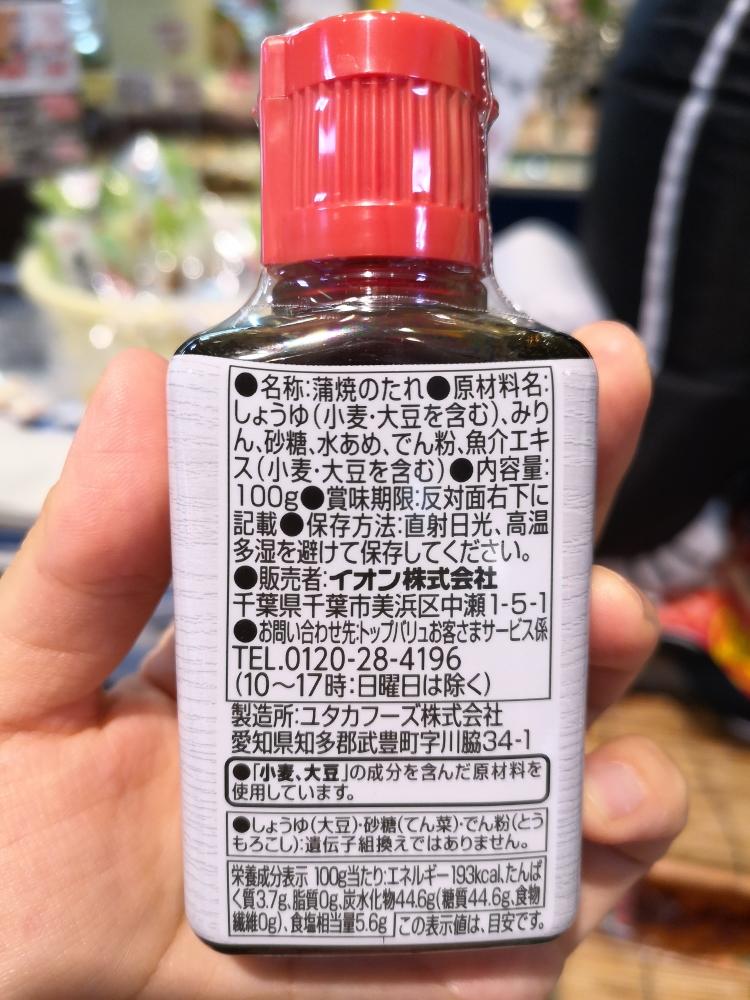 ●名称:蒲焼のたれ●原材料名:
しょうゆ(小麦・大豆を含む)、みり
ん、砂糖、水あめ、でん粉、魚介エキ
ス(小麦・大豆を含む)●内容量:
100g●賞味期限:反対面右下に
記載●保存方法:直射日光、高温
多湿を避けて保存してください。
●販売者:イオン株式会社
千葉県千葉市美浜区中瀬1-5-1
●お問い合わせ先:トップバリュお客さまサービス係
TEL.0120-28-4196
(10〜17時:日曜日は除く)
製造所:ユタカフーズ株式会社
愛知県知多郡武豊町字川脇34-1
●「小麦、大豆」の成分を含んだ原材料を
使用しています。
●しょうゆ(大豆)・砂糖(てん菜)・でん粉(とう
もろこし):遺伝子組換えではありません。
栄養成分表示 100g当たり:エネルギー193kcal、たんぱ
く質3.7g、脂質0g、炭水化物44.6g(糖質44.6g、食物
繊維0g)、食塩相当量5.6g この表示値は、目安です。